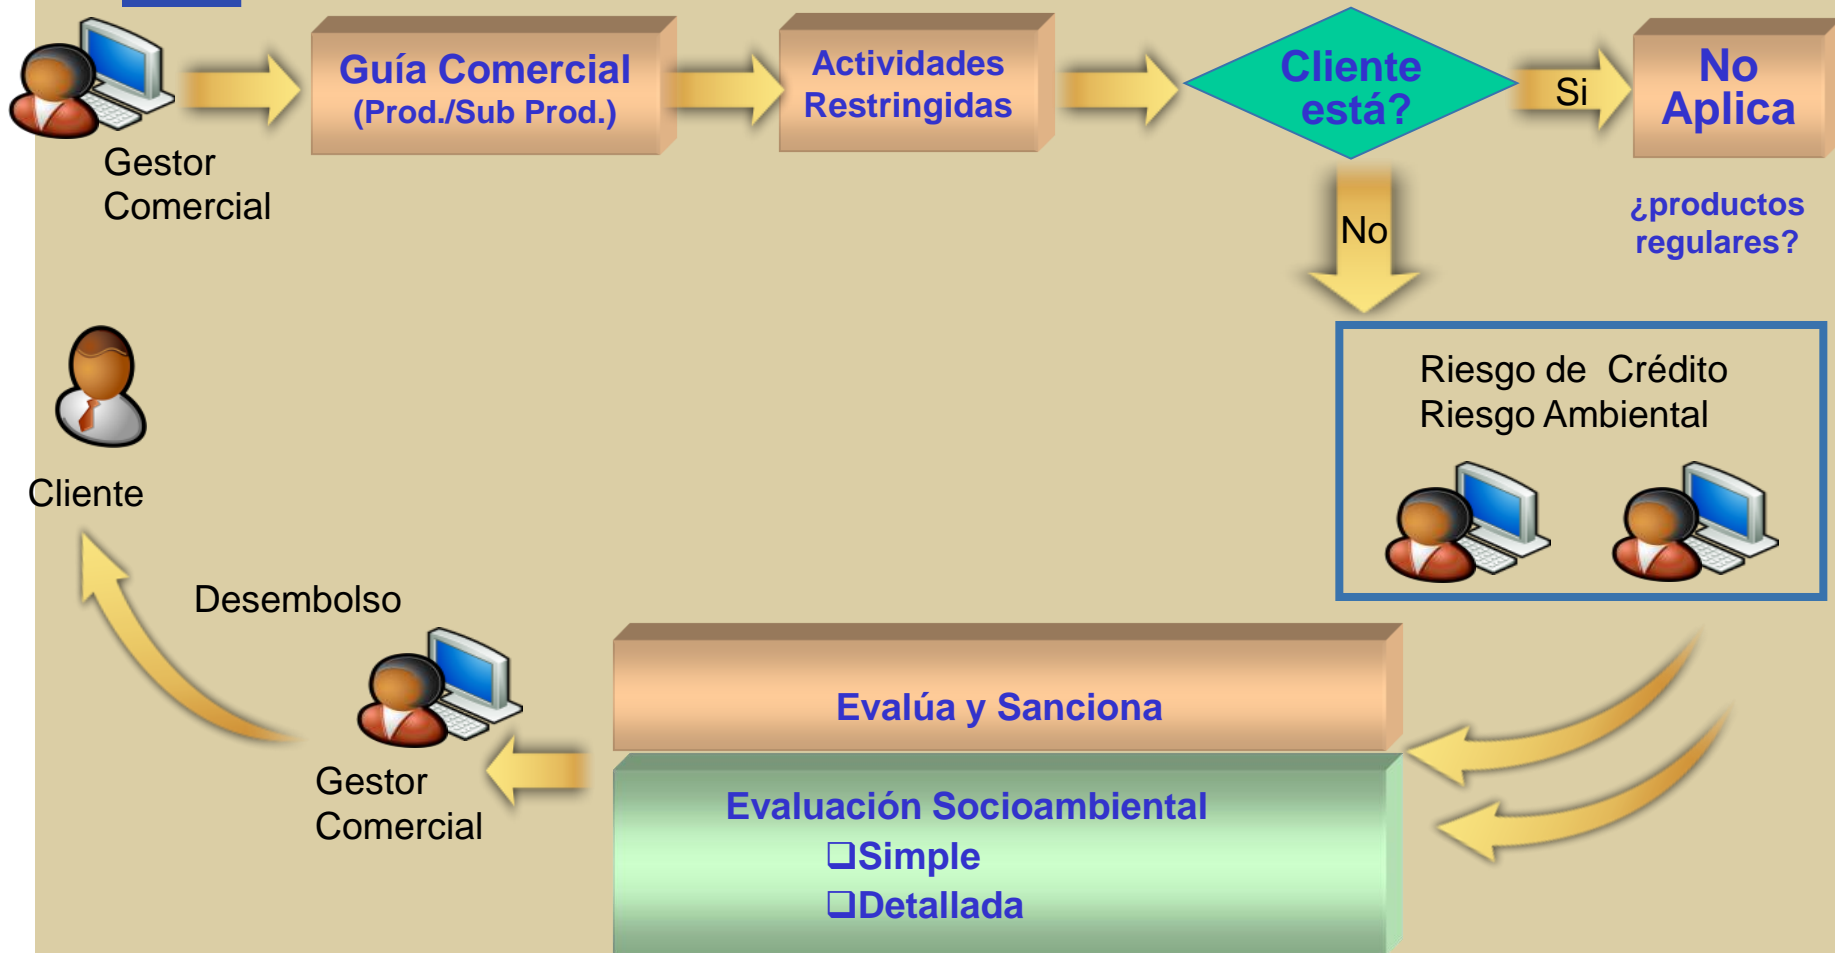 Gestor
Comercial
Guía Comercial
(Prod./Sub Prod.)
Actividades
Restringidas
Cliente
está?
Si
No
Aplica
¿productos
regulares?
No
Riesgo de  Crédito
Riesgo Ambiental
Cliente
Desembolso
Gestor
Comercial
Evalúa y Sanciona
Evaluación Socioambiental
❑Simple
❑Detallada